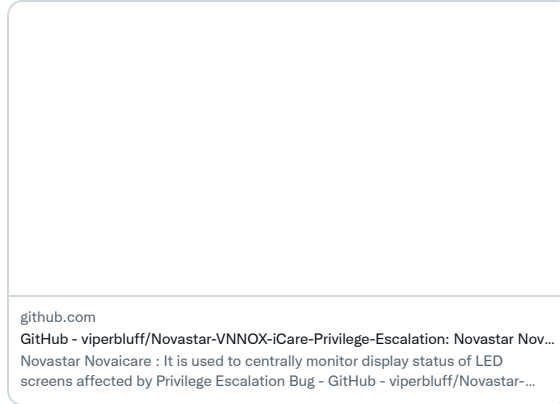 github.com
GitHub - viperbluff/Novastar-VNNOX-iCare-Privilege-Escalation: Novastar Nov...
Novastar Novaicare : It is used to centrally monitor display status of LED
screens affected by Privilege Escalation Bug - GitHub - viperbluff/Novastar-...